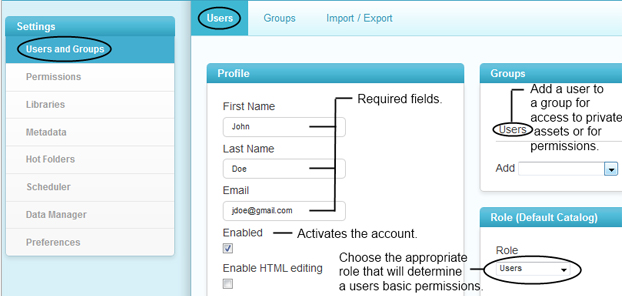 Settings
Users and Groups
Permissions
Libraries
Metadata
Hot Folders
Scheduler
Data Manager
Preferences
Users
Groups
Import / Export
Profile
First Name
John
Last Name
Doe
Email
jdoe@gmail.com
Enabled
Enable HTML editing
Required fields.
Activates the account.
Choose the appropriate
role that will determine
a users basic permissions.
Groups
Add a user to
a group for
access to private
assets or for
permissions.
Users
Add
Role (Default Catalog)
Role
Users